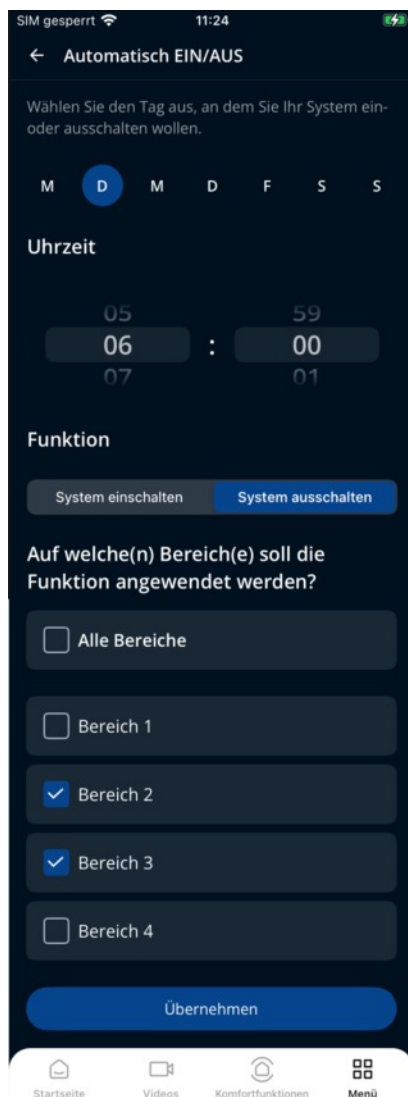 SIM gesperrt 11:24
Automatisch EIN/AUS
Wählen Sie den Tag aus, an dem Sie Ihr System ein-
oder ausschalten wollen.
M D M D F S S
Uhrzeit
05 59
06 : 00
07 01
Funktion
System einschalten System ausschalten
Auf welche(n) Bereich(e) soll die
Funktion angewendet werden?
Alle Bereiche
Bereich 1
Bereich 2
Bereich 3
Bereich 4
Übernehmen
Startseite Videos Komfortfunktionen Menü